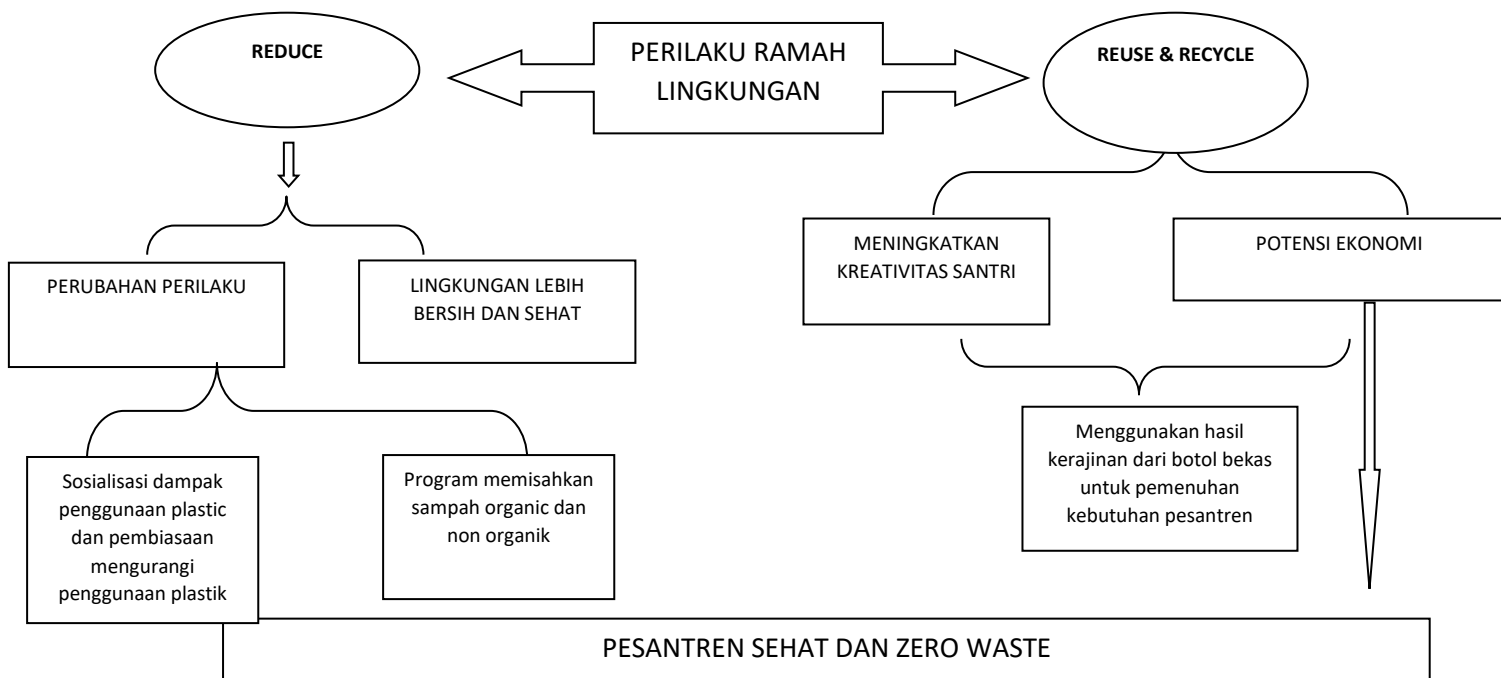 REDUCE
PERILAKU RAMAH
LINGKUNGAN
REUSE & RECYCLE
PERUBAHAN PERILAKU
LINGKUNGAN LEBIH
BERSIH DAN SEHAT
MENINGKATKAN
KREATIVITAS SANTRI
POTENSI EKONOMI
Sosialisasi dampak
penggunaan plastic
dan pembiasaan
mengurangi
penggunaan plastik
Program memisahkan
sampah organic dan
non organik
Menggunakan hasil
kerajinan dari botol bekas
untuk pemenuhan
kebutuhan pesantren
PESANTREN SEHAT DAN ZERO WASTE